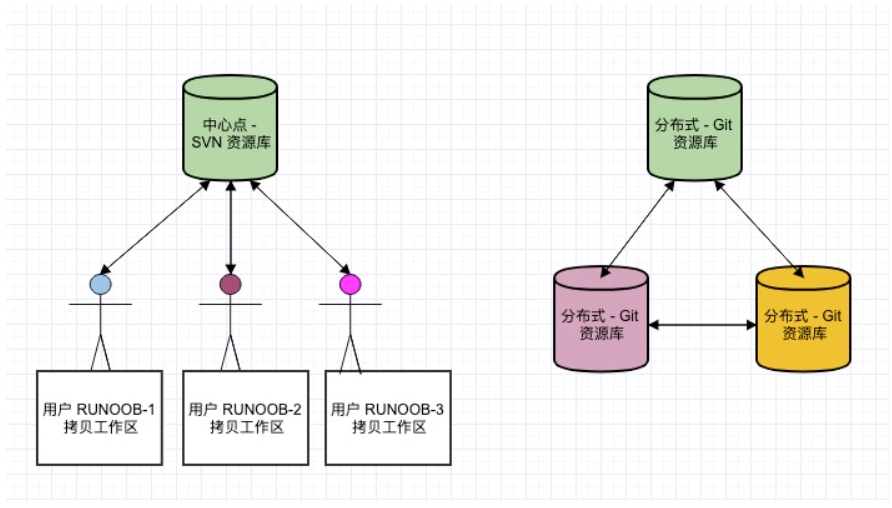 中心点 -
SVN 资源库
分布式 - Git
资源库
分布式 - Git
资源库
分布式 - Git
资源库
用户 RUNOOB-1
拷贝工作区
用户 RUNOOB-2
拷贝工作区
用户 RUNOOB-3
拷贝工作区